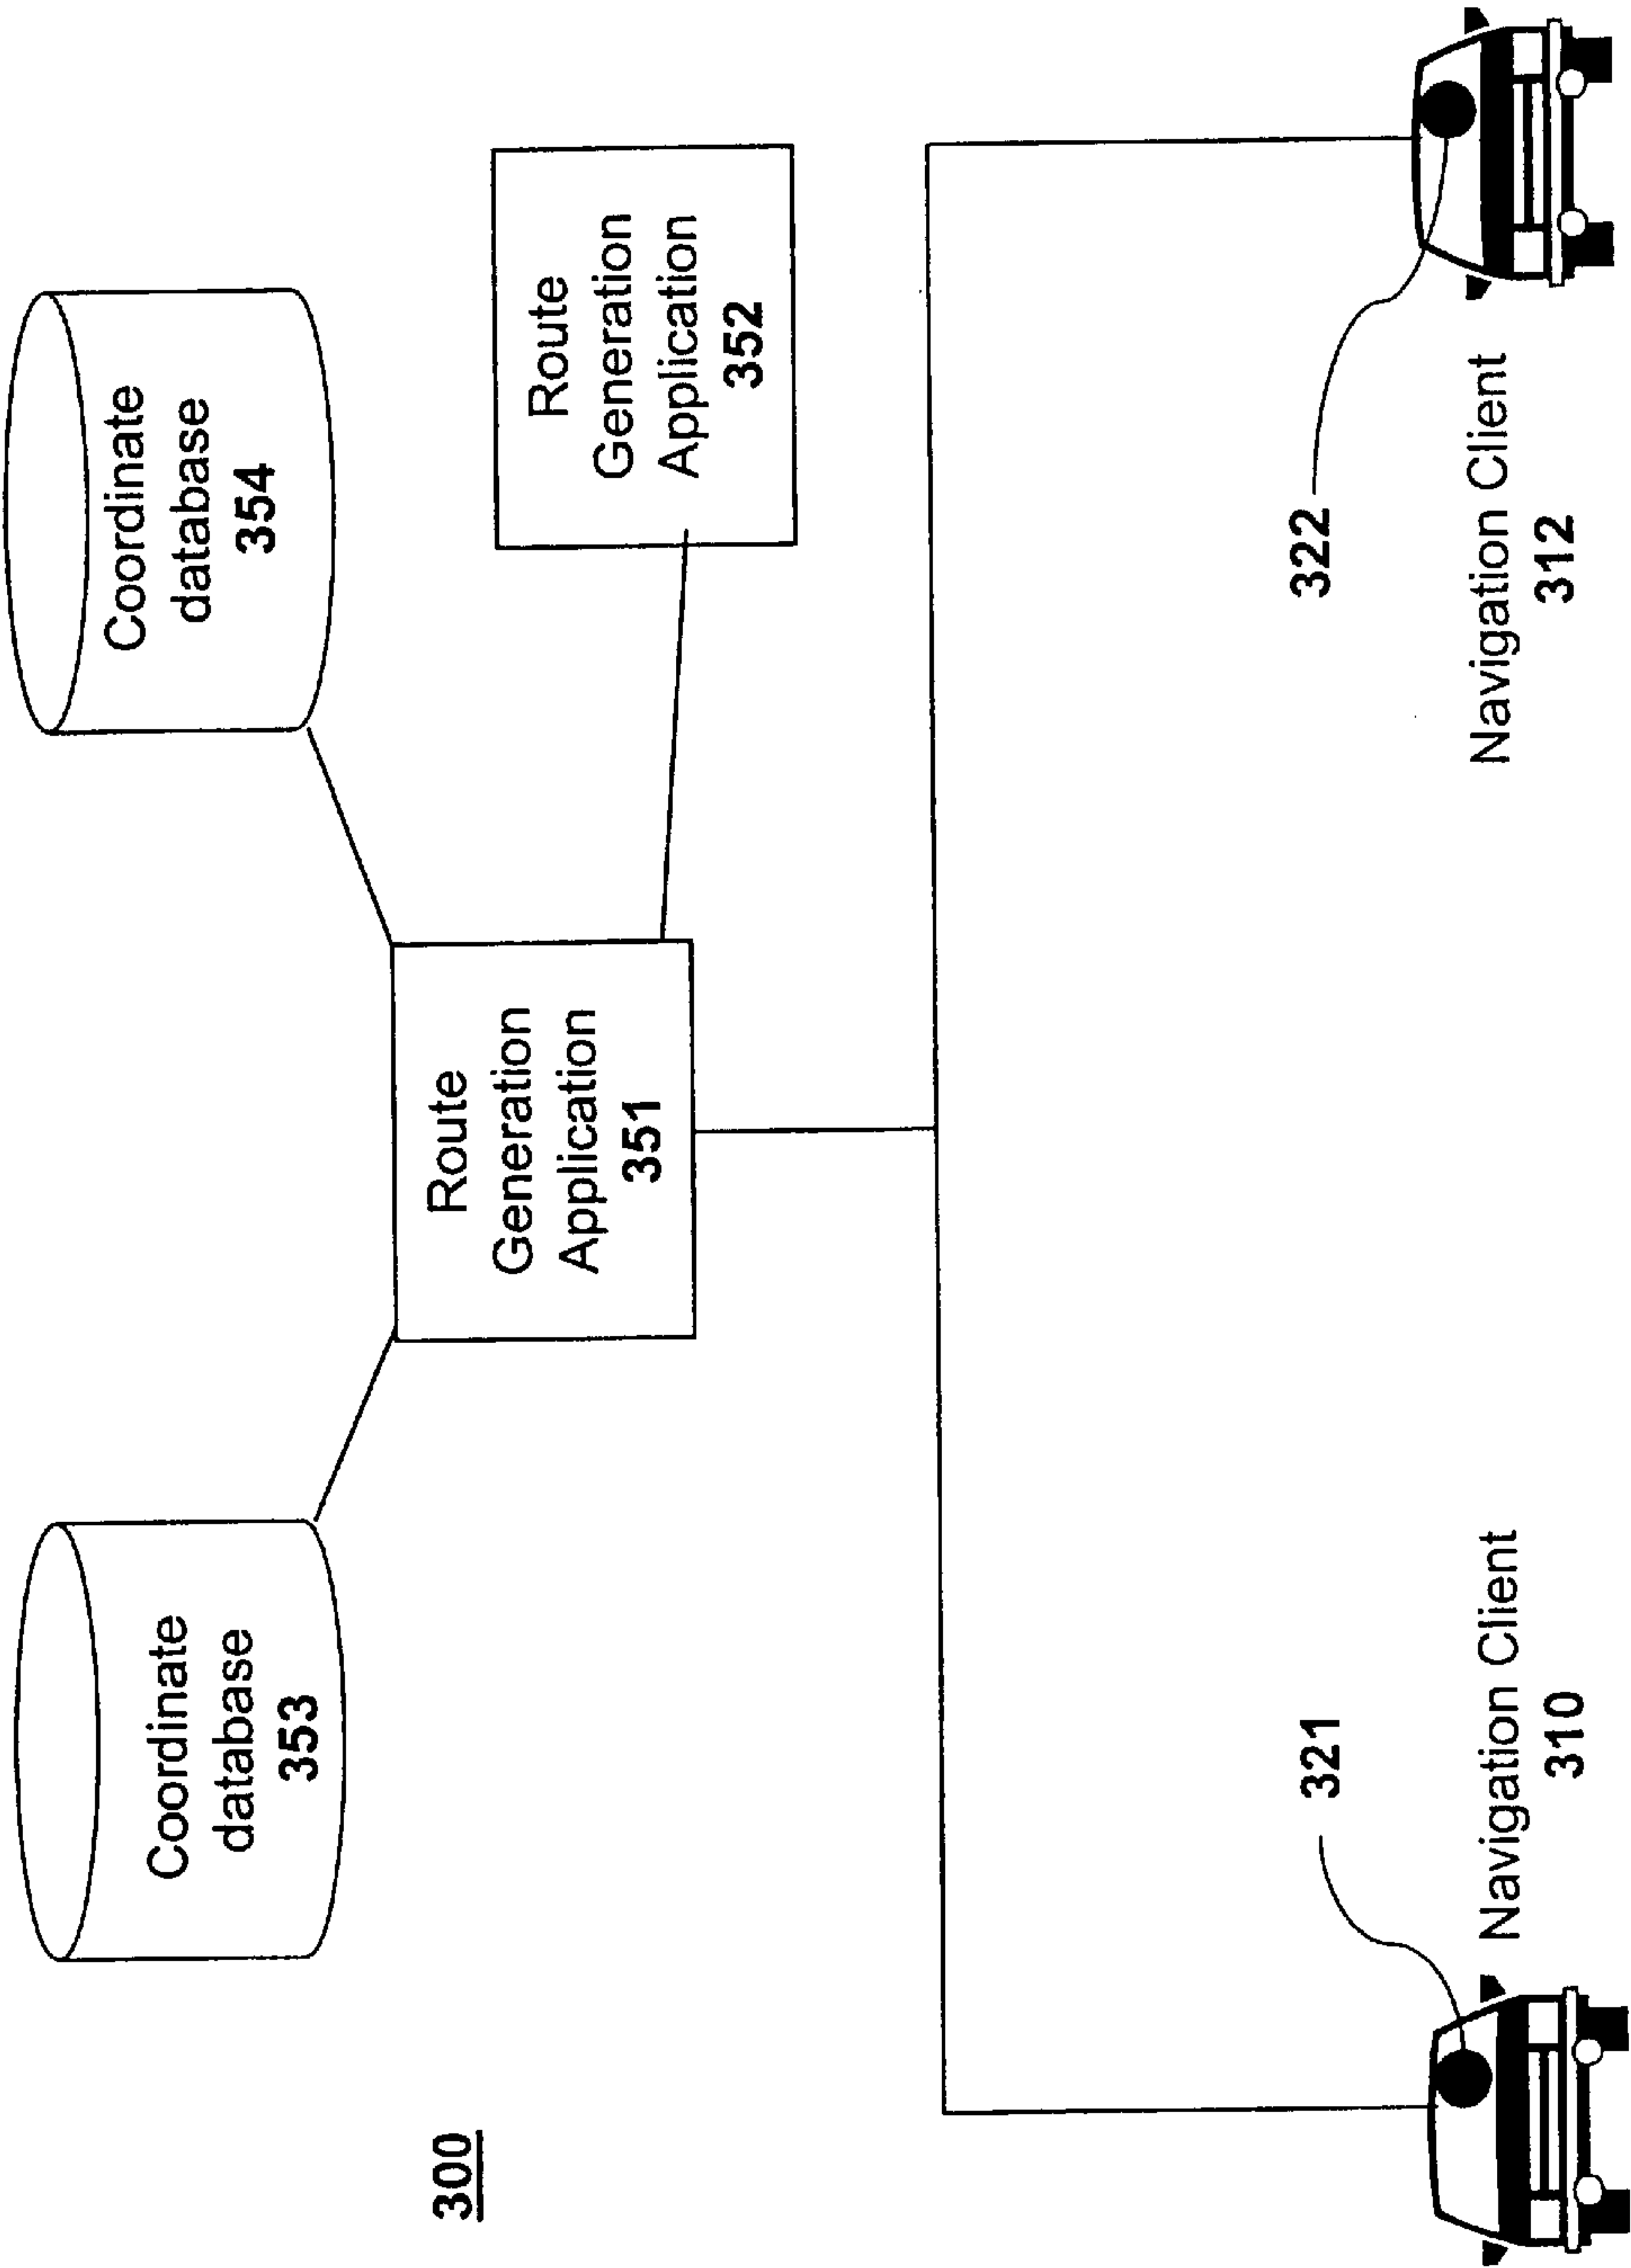 Coordinate
database
353
Coordinate
database
354
300
Route
Generation
Application
351
Route
Generation
Application
352
321
322
Navigation Client
310
Navigation Client
312